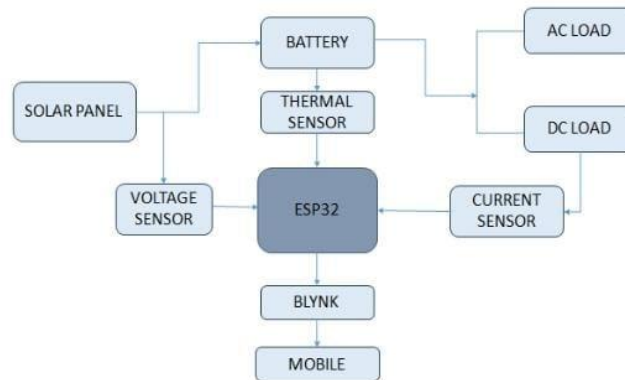 BATTERY
AC LOAD
SOLAR PANEL
THERMAL
SENSOR
DC LOAD
VOLTAGE
SENSOR
ESP32
CURRENT
SENSOR
BLYNK
MOBILE